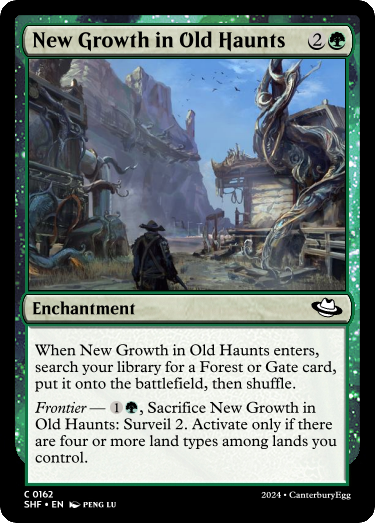 New Growth in Old Haunts 2
Enchantment
When New Growth in Old Haunts enters,
search your library for a Forest or Gate card,
put it onto the battlefield, then shuffle.
Frontier — 1, Sacrifice New Growth in
Old Haunts: Surveil 2. Activate only if there
are four or more land types among lands you
control.
C 0162
SHF • EN PENG LU
2024 • CanterburyEgg